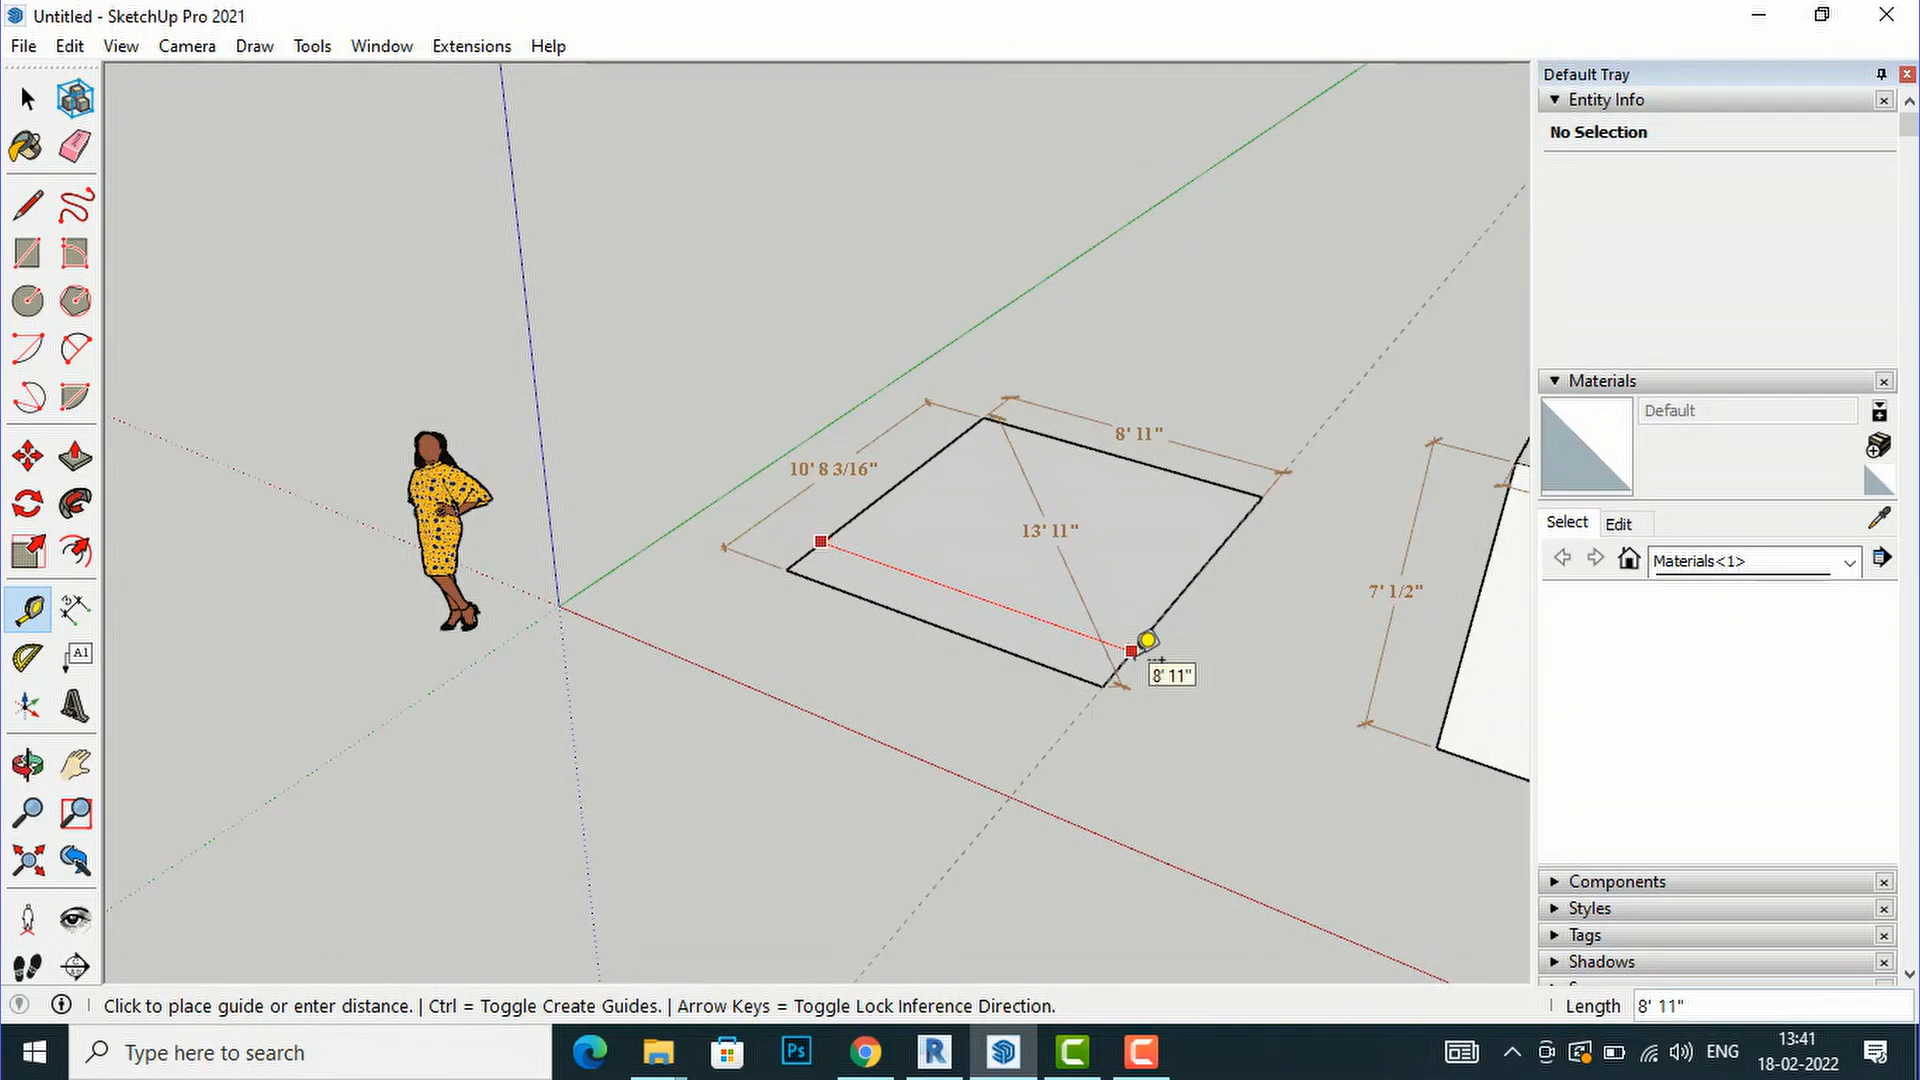 Untitled - SketchUp Pro 2021
File Edit View Camera Draw Tools Window Extensions Help
Default Tray
Entity Info
No Selection
8' 11"
10' 8 3/16"
13' 11"
7' 1/2"
8' 11"
A1
Materials
Default
Select Edit
Materials<1>
Components
Styles
Tags
Shadows
Click to place guide or enter distance. | Ctrl = Toggle Create Guides. | Arrow Keys = Toggle Lock Inference Direction.
Length 8' 11"
Type here to search
Ps
R
C
C
ENG
13:41
18-02-2022